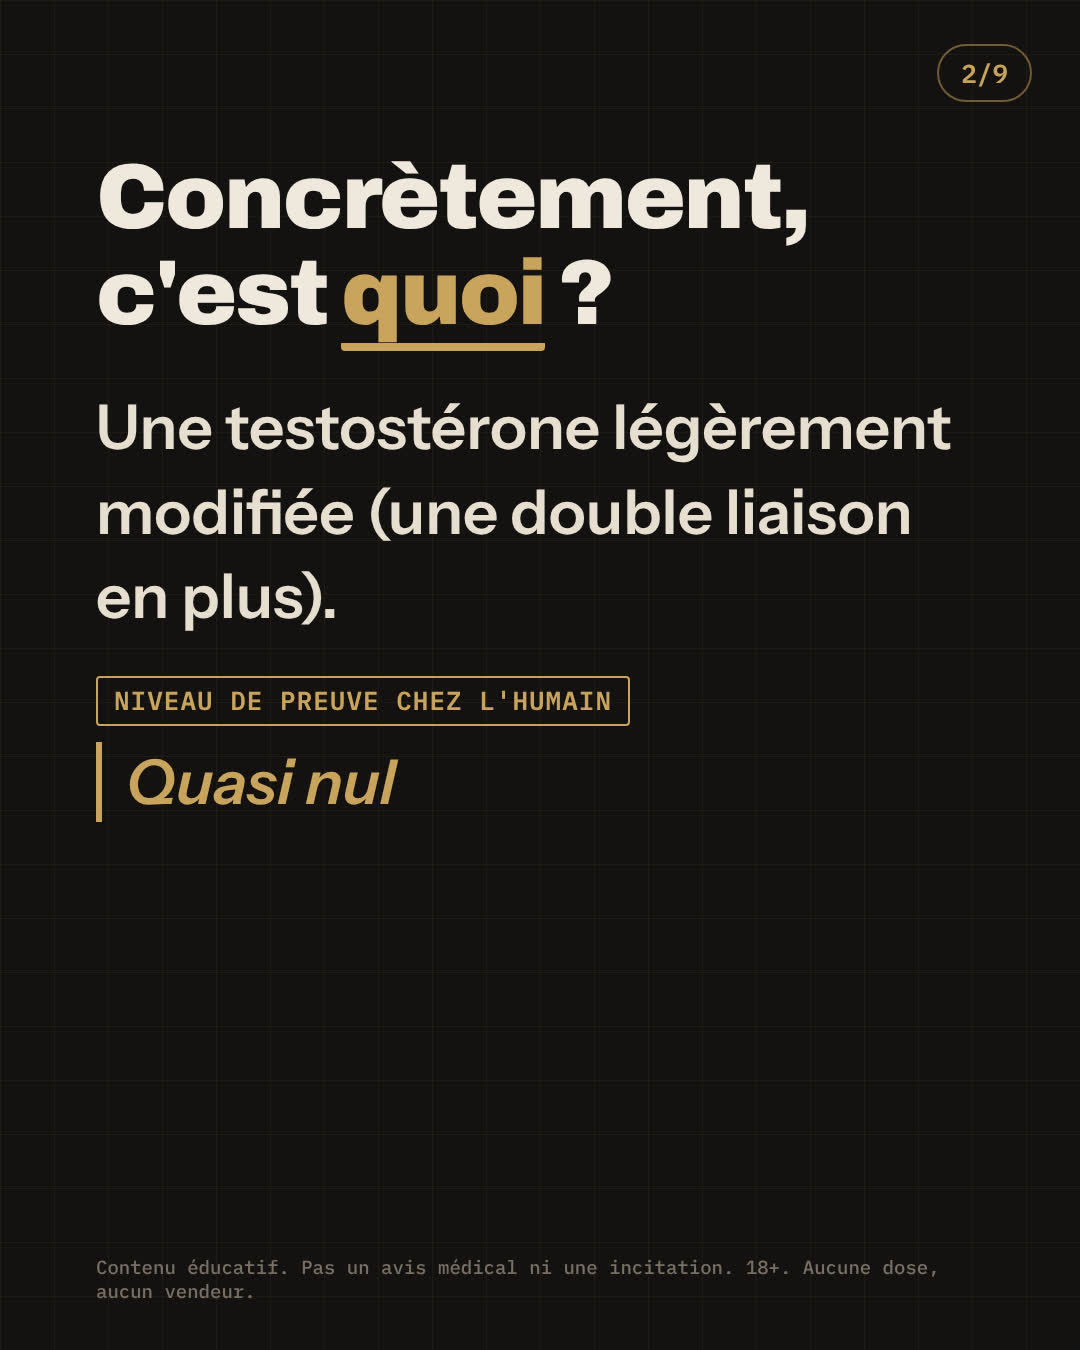 2/9
Concrètement,
c'est quoi ?
Une testostérone légèrement
modifiée (une double liaison
en plus).
NIVEAU DE PREUVE CHEZ L'HUMAIN
Quasi nul
Contenu éducatif. Pas un avis médical ni une incitation. 18+. Aucune dose,
aucun vendeur.